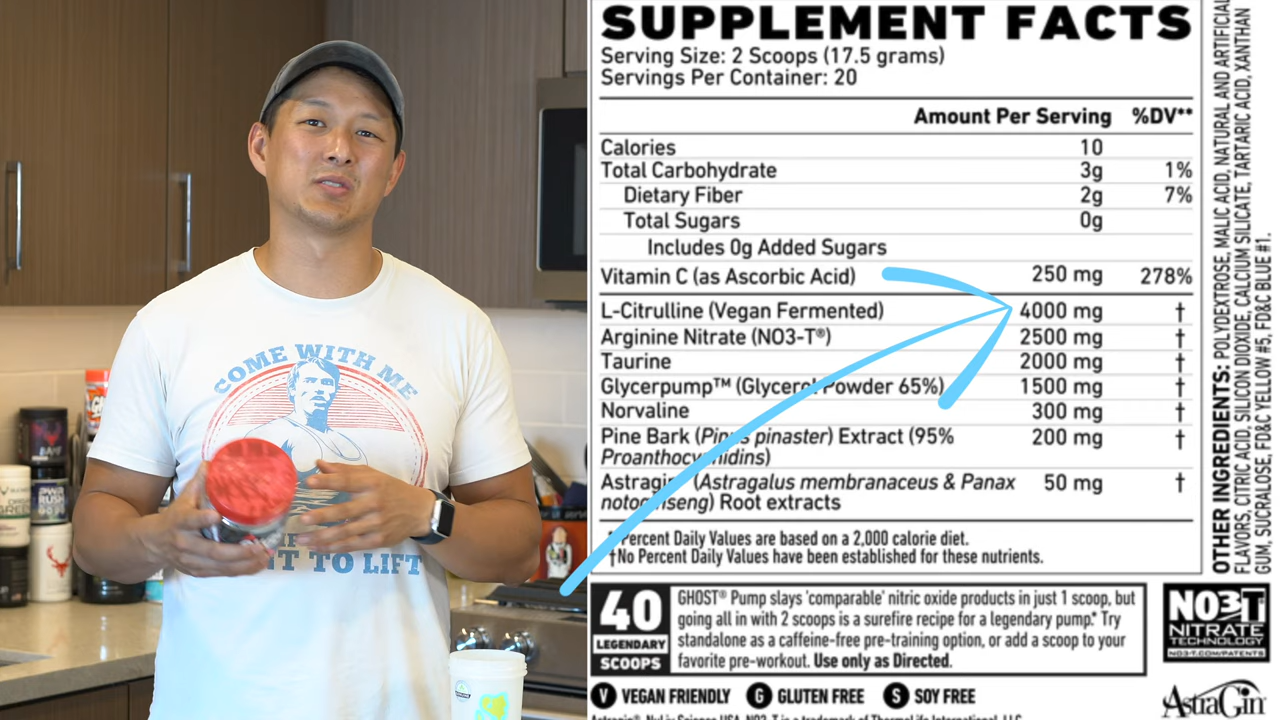 COME WITH ME
T TO LIFT
SUPPLEMENT FACTS
Serving Size: 2 Scoops (17.5 grams)
Servings Per Container: 20
Amount Per Serving %DV**
Calories 10
Total Carbohydrate 3g 1%
Dietary Fiber 2g 7%
Total Sugars 0g
Includes 0g Added Sugars
Vitamin C (as Ascorbic Acid) 250 mg 278%
L-Citrulline (Vegan Fermented) 4000 mg †
Arginine Nitrate (NO3-T®) 2500 mg †
Taurine 2000 mg †
Glycerpump™ (Glycerol Powder 65%) 1500 mg †
Norvaline 300 mg †
Pine Bark (Pinus pinaster) Extract (95% 200 mg †
Proanthocyanidins)
Astragin (Astragalus membranaceus & Panax 50 mg †
notoginseng) Root extracts
Percent Daily Values are based on a 2,000 calorie diet.
†No Percent Daily Values have been established for these nutrients.
OTHER INGREDIENTS: POLYDEXTROSE, MALIC ACID, NATURAL AND ARTIFICIAL
FLAVORS, CITRIC ACID, SILICON DIOXIDE, CALCIUM SILICATE, TARTARIC ACID, XANTHAN
GUM, SUCRALOSE, FD&C YELLOW #5, FD&C BLUE #1.
40
LEGENDARY
SCOOPS
GHOST® Pump slays 'comparable' nitric oxide products in just 1 scoop, but
going all in with 2 scoops is a surefire recipe for a legendary pump.* Try
standalone as a caffeine-free pre-training option, or add a scoop to your
favorite pre-workout. Use only as Directed.
NO3T
NITRATE
TECHNOLOGY
NO3-T.COM/PATENTS
V VEGAN FRIENDLY G GLUTEN FREE S SOY FREE
AstraGin